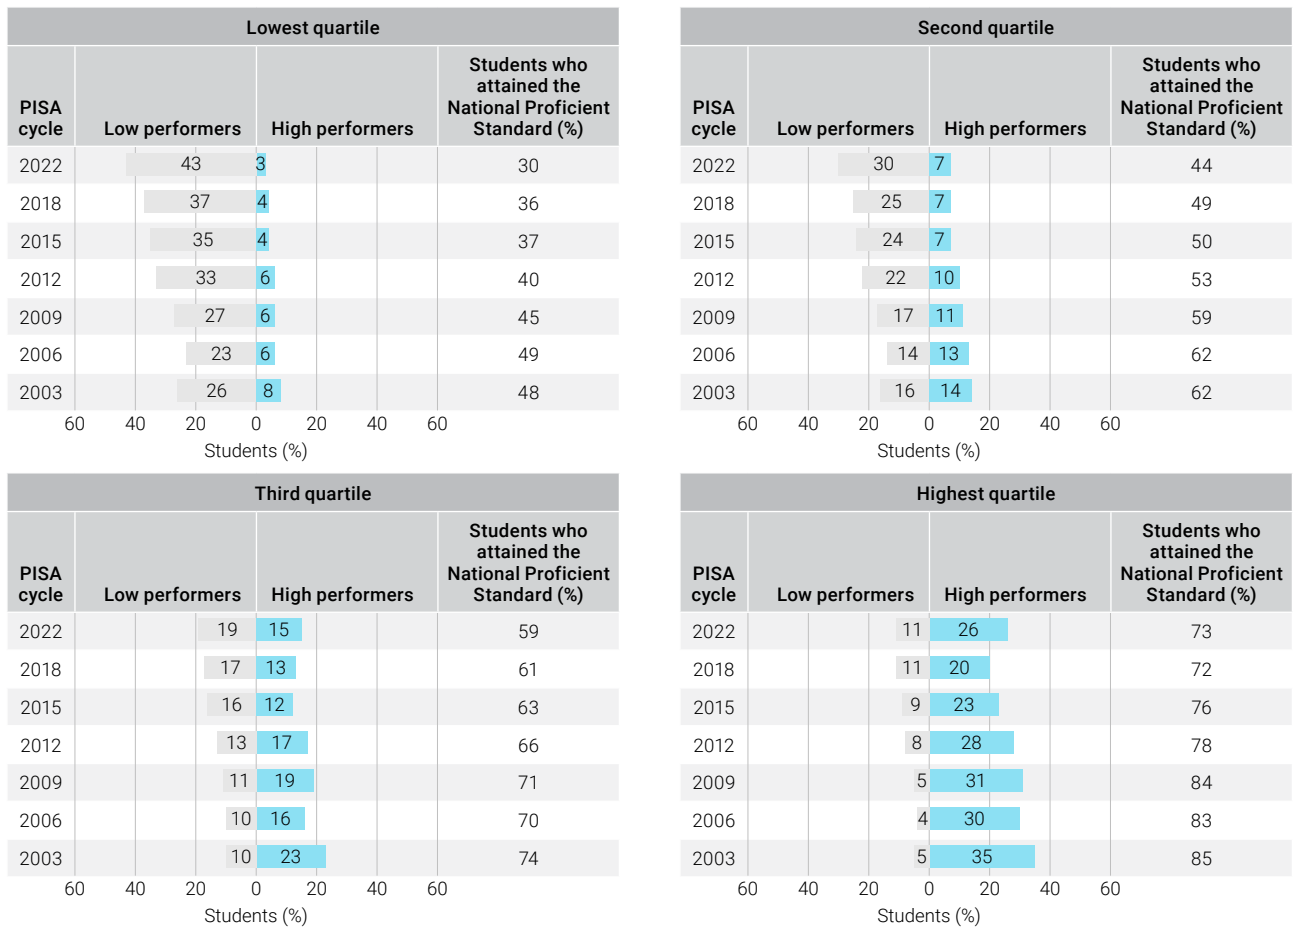 Lowest quartile
PISA cycle
Low performers
High performers
Students who attained the National Proficient Standard (%)
2022 43 3 30
2018 37 4 36
2015 35 4 37
2012 33 6 40
2009 27 6 45
2006 23 6 49
2003 26 8 48
60 40 20 0 20 40 60
Students (%)
Second quartile
PISA cycle
Low performers
High performers
Students who attained the National Proficient Standard (%)
2022 30 7 44
2018 25 7 49
2015 24 7 50
2012 22 10 53
2009 17 11 59
2006 14 13 62
2003 16 14 62
60 40 20 0 20 40 60
Students (%)
Third quartile
PISA cycle
Low performers
High performers
Students who attained the National Proficient Standard (%)
2022 19 15 59
2018 17 13 61
2015 16 12 63
2012 13 17 66
2009 11 19 71
2006 10 16 70
2003 10 23 74
60 40 20 0 20 40 60
Students (%)
Highest quartile
PISA cycle
Low performers
High performers
Students who attained the National Proficient Standard (%)
2022 11 26 73
2018 11 20 72
2015 9 23 76
2012 8 28 78
2009 5 31 84
2006 4 30 83
2003 5 35 85
60 40 20 0 20 40 60
Students (%)